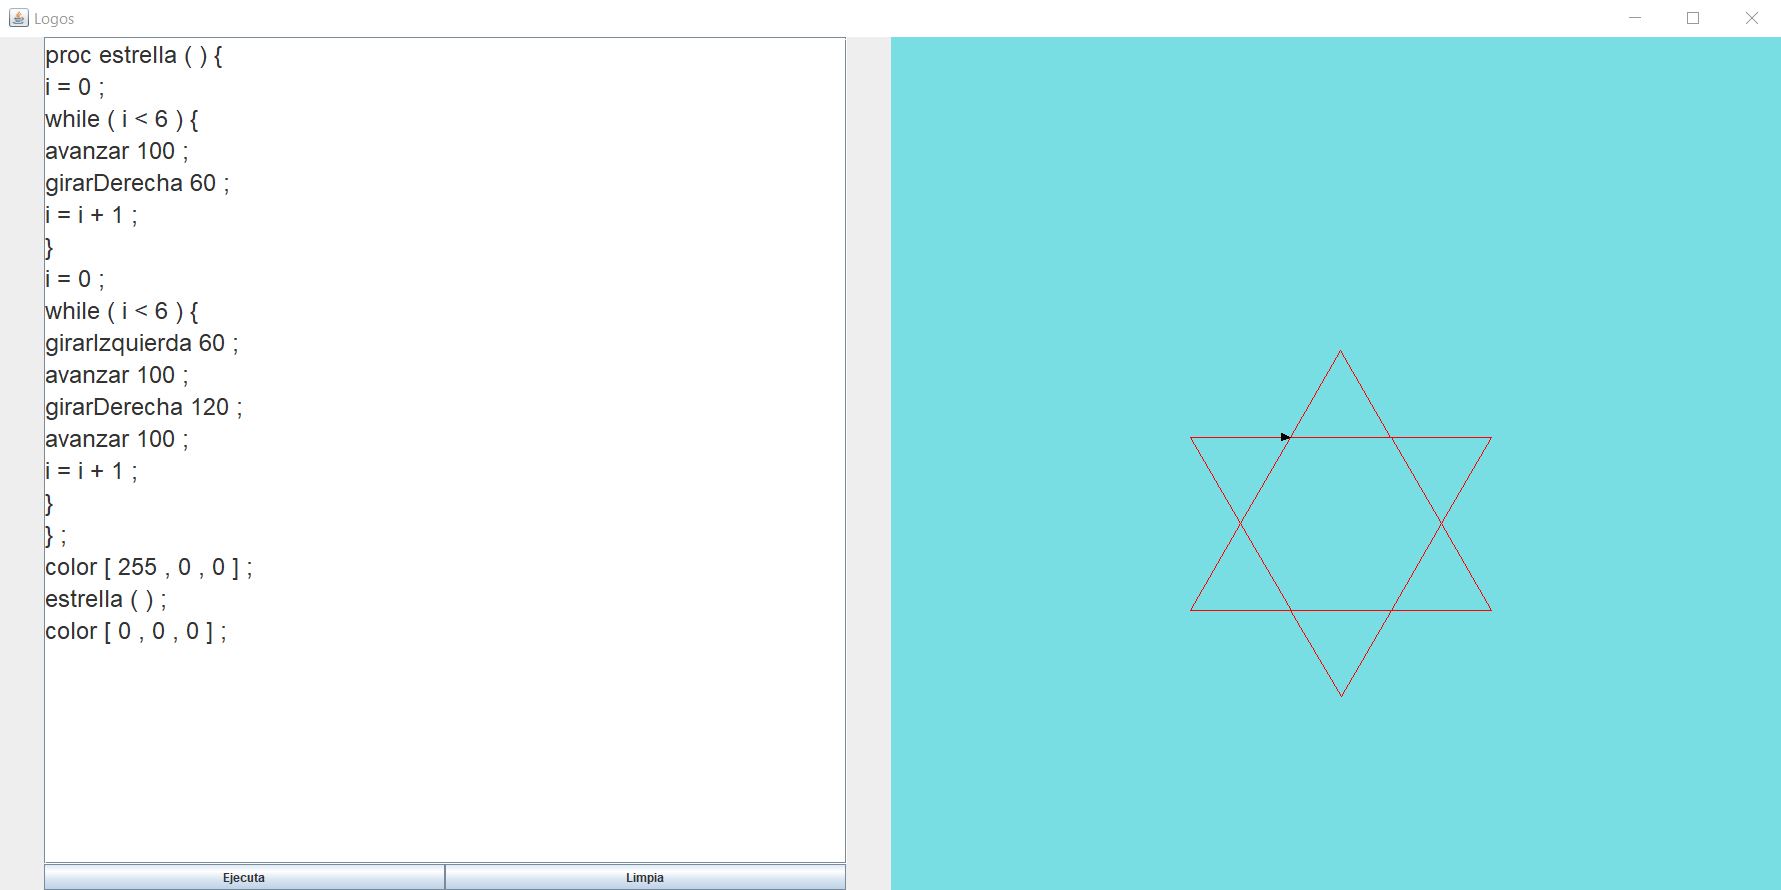 Logos
proc estrella ( ) {
i = 0 ;
while ( i < 6 ) {
avanzar 100 ;
girarDerecha 60 ;
i = i + 1 ;
}
i = 0 ;
while ( i < 6 ) {
girarIzquierda 60 ;
avanzar 100 ;
girarDerecha 120 ;
avanzar 100 ;
i = i + 1 ;
}
} ;
color [ 255 , 0 , 0 ] ;
estrella ( ) ;
color [ 0 , 0 , 0 ] ;
Ejecuta
Limpia